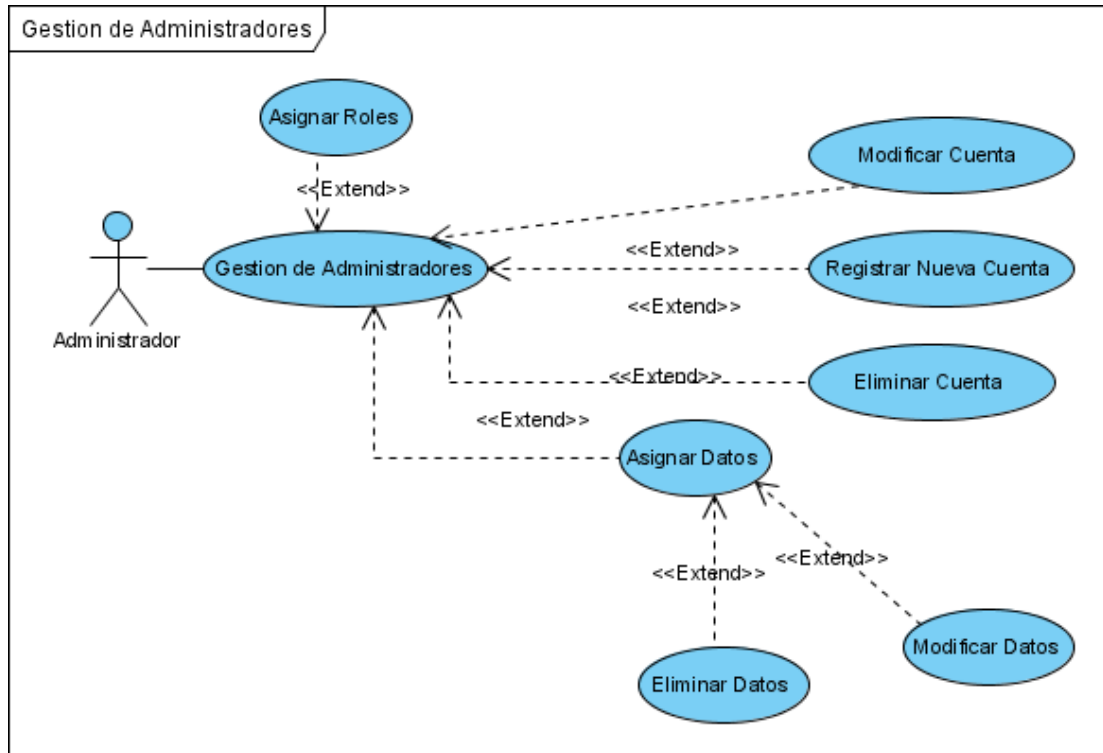 Gestion de Administradores
Asignar Roles
Modificar Cuenta
<<Extend>>
<<Extend>>
Gestion de Administradores
Registrar Nueva Cuenta
<<Extend>>
Administrador
<<Extend>>
Eliminar Cuenta
<<Extend>>
Asignar Datos
<<Extend>>
<<Extend>>
Modificar Datos
Eliminar Datos